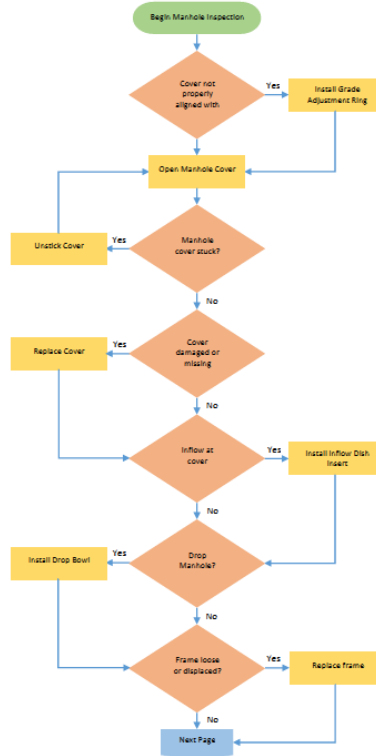 Begin Manhole Inspection
Cover not
properly
aligned with
Yes
Install Grade
Adjustment Ring
Open Manhole Cover
Manhole
cover stuck?
Yes
Unstick Cover
No
Cover
damaged or
missing
Yes
Replace Cover
No
Inflow at
cover
Yes
Install Inflow Dish
Insert
No
Drop
Manhole?
Yes
Install Drop Bowl
No
Frame loose
or displaced?
Yes
Replace frame
No
Next Page